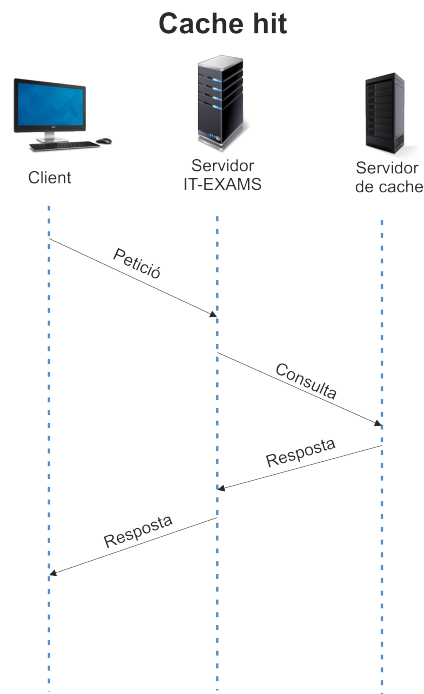 Cache hit
Client
Servidor
IT-EXAMS
Servidor
de cache
Petició
Consulta
Resposta
Resposta